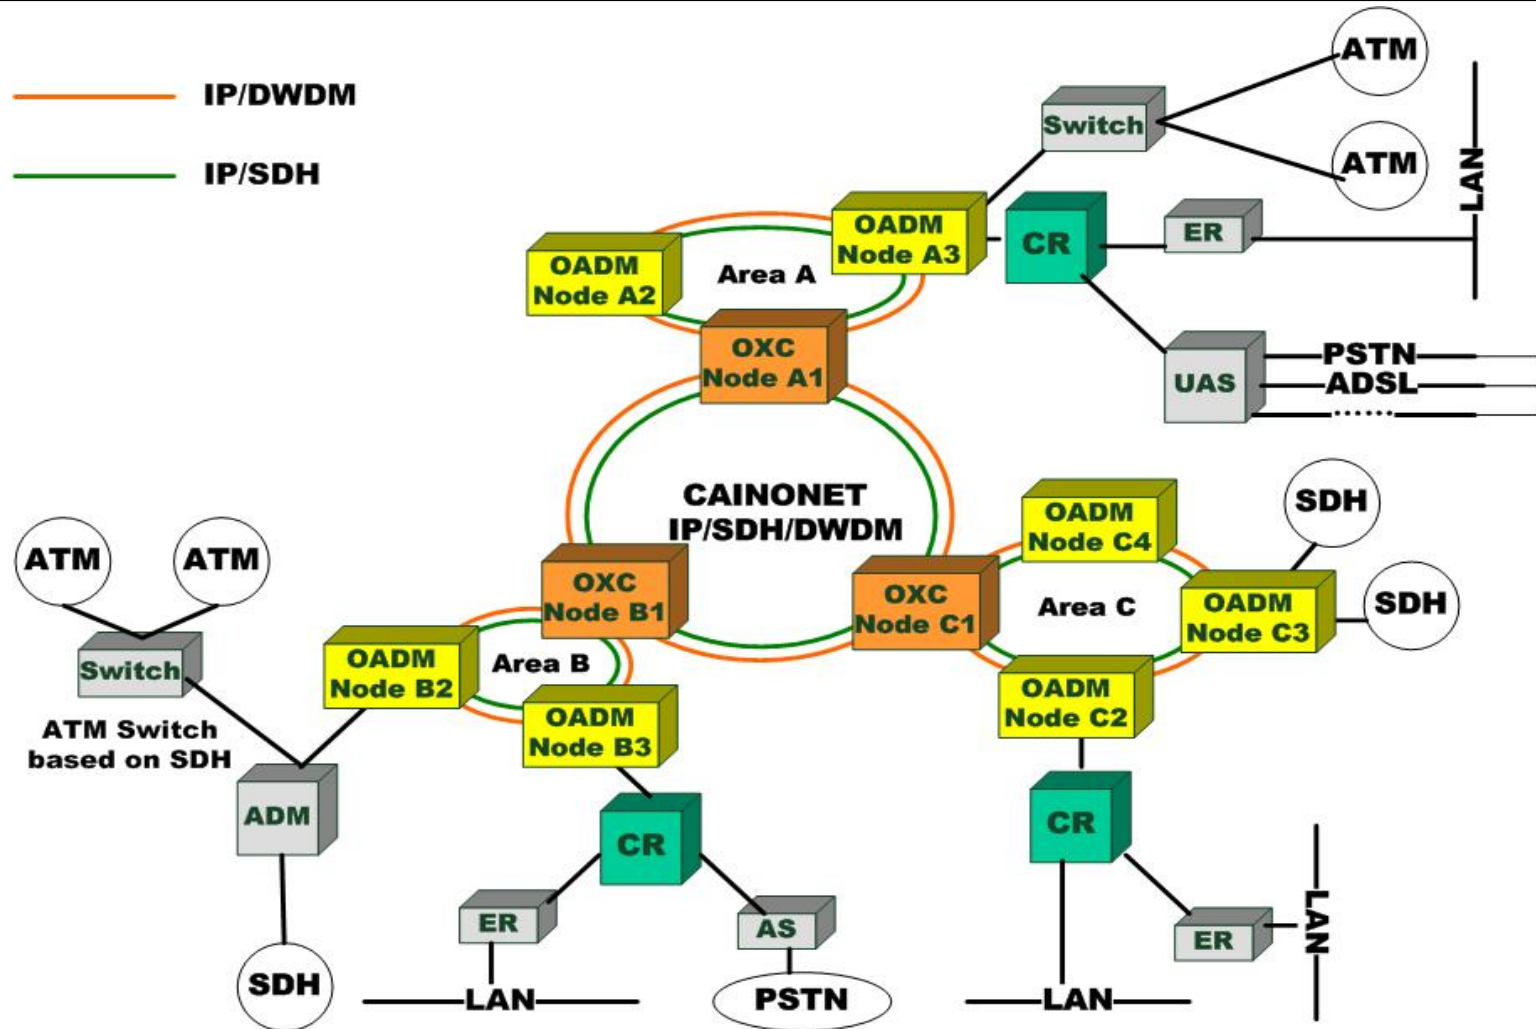 IP/DWDM
IP/SDH
ATM
Switch
ATM
LAN
OADM
Node A3
CR
ER
OADM
Node A2
Area A
OXC
Node A1
UAS
PSTN
ADSL
......
CAINONET
IP/SDH/DWDM
OADM
Node C4
SDH
OXC
Node B1
OXC
Node C1
Area C
OADM
Node C3
SDH
ATM
ATM
Switch
ATM Switch
based on SDH
OADM
Node B2
Area B
OADM
Node B3
OADM
Node C2
ADM
CR
CR
ER
AS
ER
LAN
SDH
LAN
PSTN
LAN